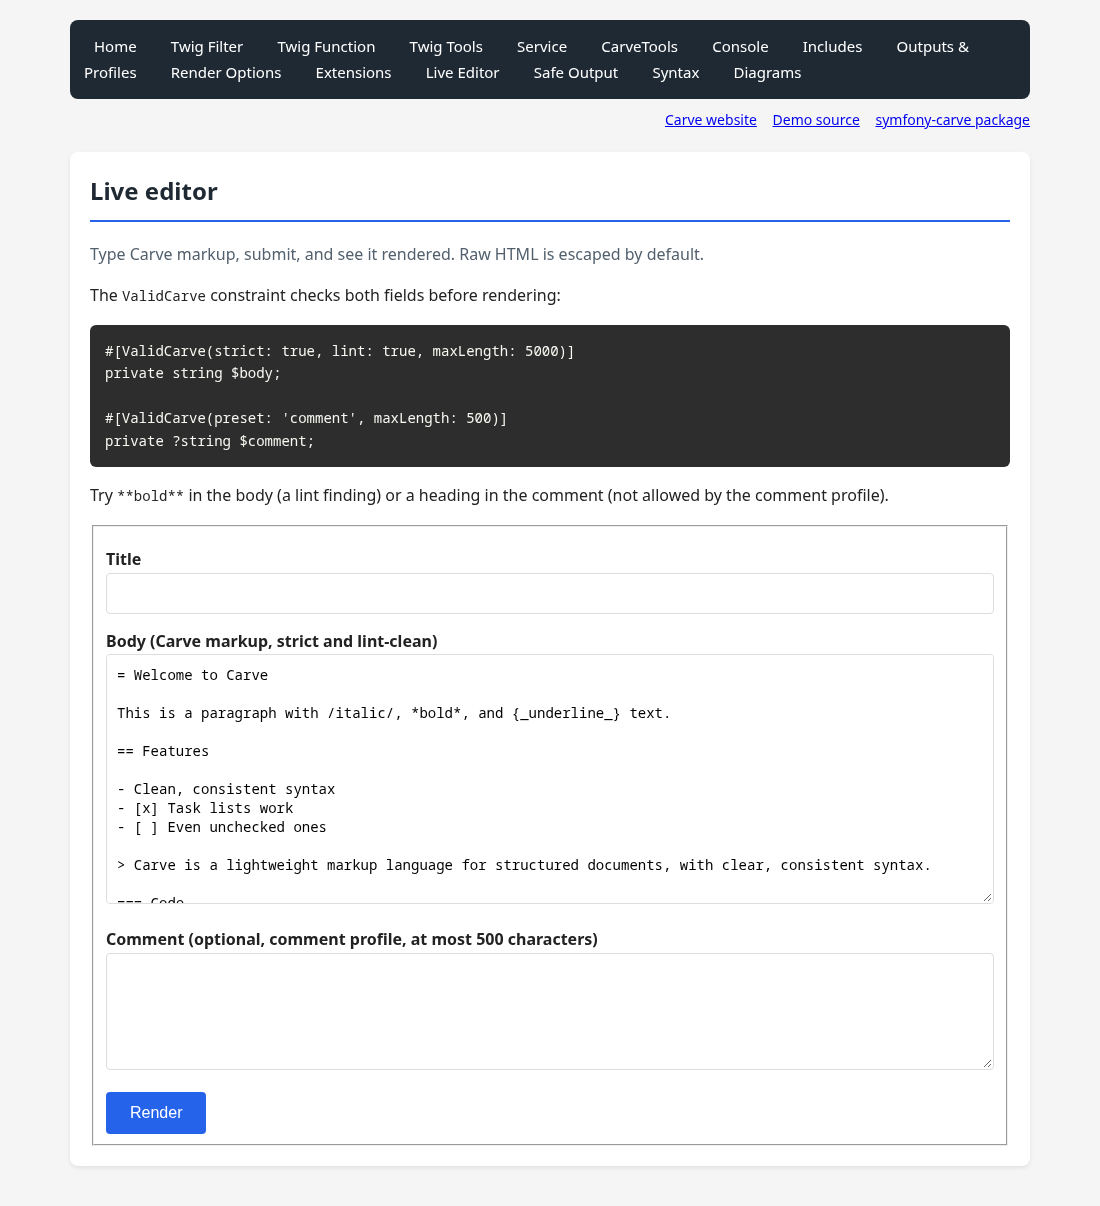 Home Twig Filter Twig Function Twig Tools Service CarveTools Console Includes Outputs &
Profiles Render Options Extensions Live Editor Safe Output Syntax Diagrams
Carve website Demo source symfony-carve package
Live editor
Type Carve markup, submit, and see it rendered. Raw HTML is escaped by default.
The ValidCarve constraint checks both fields before rendering:
#[ValidCarve(strict: true, lint: true, maxLength: 5000)]
private string $body;
#[ValidCarve(preset: 'comment', maxLength: 500)]
private ?string $comment;
Try **bold** in the body (a lint finding) or a heading in the comment (not allowed by the comment profile).
Title
Body (Carve markup, strict and lint-clean)
= Welcome to Carve
This is a paragraph with /italic/, *bold*, and {_underline_} text.
== Features
- Clean, consistent syntax
- [x] Task lists work
- [ ] Even unchecked ones
> Carve is a lightweight markup language for structured documents, with clear, consistent syntax.
=== Code
Comment (optional, comment profile, at most 500 characters)
Render